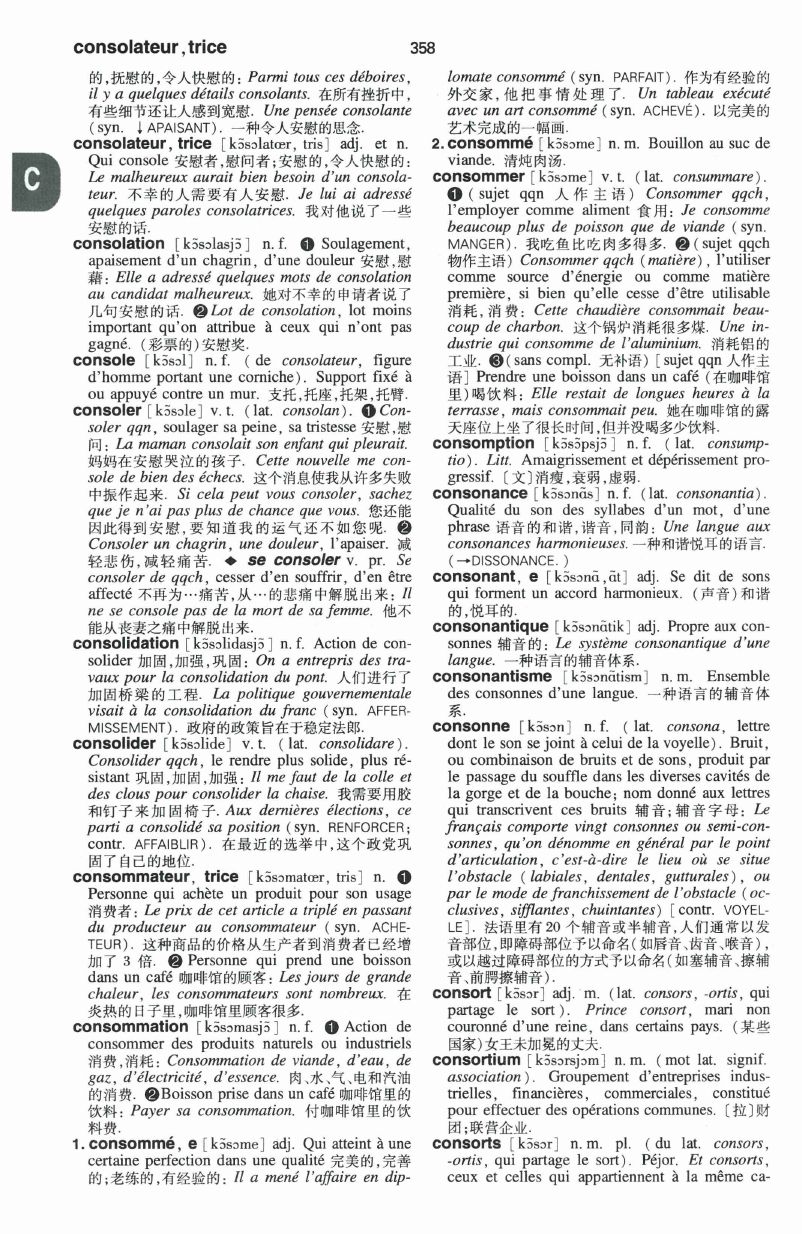 consolateur, trice 358
的,抚慰的,令人快慰的: Parmi tous ces déboires,
il y a quelques détails consolants. 在所有挫折中,
有些细节还让人感到宽慰. Une pensée consolante
(syn. ↓ APAISANT). 一种令人安慰的思念.
consolateur, trice [kɔ̃sɔlatœr, tris] adj. et n.
Qui console 安慰者,慰问者;安慰的,令人快慰的:
Le malheureux aurait bien besoin d'un consola-
teur. 不幸的人需要有人安慰. Je lui ai adressé
quelques paroles consolatrices. 我对他说了一些
安慰的话.
consolation [kɔ̃sɔlasjɔ̃] n. f. ❶ Soulagement,
apaisement d'un chagrin, d'une douleur 安慰,慰
藉: Elle a adressé quelques mots de consolation
au candidat malheureux. 她对不幸的申请者说了
几句安慰的话. ❷ Lot de consolation, lot moins
important qu'on attribue à ceux qui n'ont pas
gagné. (彩票的)安慰奖.
console [kɔ̃sɔl] n. f. (de consolateur, figure
d'homme portant une corniche). Support fixé à
ou appuyé contre un mur. 支托,托座,托架,托臂.
consoler [kɔ̃sɔle] v. t. (lat. consolan). ❶ Con-
soler qqn, soulager sa peine, sa tristesse 安慰,慰
问: La maman consolait son enfant qui pleurait.
妈妈在安慰哭泣的孩子. Cette nouvelle me con-
sole de bien des échecs. 这个消息使我从许多失败
中振作起来. Si cela peut vous consoler, sachez
que je n'ai pas plus de chance que vous. 您还能
因此得到安慰,要知道我的运气还不如您呢. ❷
Consoler un chagrin, une douleur, l'apaiser. 减
轻悲伤,减轻痛苦. ◆ se consoler v. pr. Se
consoler de qqch, cesser d'en souffrir, d'en être
affecté 不再为…痛苦,从…的悲痛中解脱出来: Il
ne se console pas de la mort de sa femme. 他不
能从丧妻之痛中解脱出来.
consolidation [kɔ̃sɔlidasjɔ̃] n. f. Action de con-
solider 加固,加强,巩固: On a entrepris des tra-
vaux pour la consolidation du pont. 人们进行了
加固桥梁的工程. La politique gouvernementale
visait à la consolidation du franc (syn. AFFER-
MISSEMENT). 政府的政策旨在于稳定法郎.
consolider [kɔ̃sɔlide] v. t. (lat. consolidare).
Consolider qqch, le rendre plus solide, plus ré-
sistant 巩固,加固,加强: Il me faut de la colle et
des clous pour consolider la chaise. 我需要用胶
和钉子来加固椅子. Aux dernières élections, ce
parti a consolidé sa position (syn. RENFORCER;
contr. AFFAIBLIR). 在最近的选举中,这个政党巩
固了自己的地位.
consommateur, trice [kɔ̃sɔmatœr, tris] n. ❶
Personne qui achète un produit pour son usage
消费者: Le prix de cet article a triplé en passant
du producteur au consommateur (syn. ACHE-
TEUR). 这种商品的价格从生产者到消费者已经增
加了 3 倍. ❷ Personne qui prend une boisson
dans un café 咖啡馆的顾客: Les jours de grande
chaleur, les consommateurs sont nombreux. 在
炎热的日子里,咖啡馆里顾客很多.
consommation [kɔ̃sɔmasjɔ̃] n. f. ❶ Action de
consommer des produits naturels ou industriels
消费,消耗: Consommation de viande, d'eau, de
gaz, d'électricité, d'essence. 肉、水、气、电和汽油
的消费. ❷ Boisson prise dans un café 咖啡馆里的
饮料: Payer sa consommation. 付咖啡馆里的饮
料费.
1. consommé, e [kɔ̃sɔme] adj. Qui atteint à une
certaine perfection dans une qualité 完美的,完善
的;老练的,有经验的: Il a mené l'affaire en dip-
C
lomate consommé (syn. PARFAIT). 作为有经验的
外交家,他把事情处理了. Un tableau exécuté
avec un art consommé (syn. ACHEVÉ). 以完美的
艺术完成的一幅画.
2. consommé [kɔ̃sɔme] n. m. Bouillon au suc de
viande. 清炖肉汤.
consommer [kɔ̃sɔme] v. t. (lat. consummare).
❶ (sujet qqn 人作主语) Consommer qqch,
l'employer comme aliment 食用: Je consomme
beaucoup plus de poisson que de viande (syn.
MANGER). 我吃鱼比吃肉多得多. ❷ (sujet qqch
物作主语) Consommer qqch (matière), l'utiliser
comme source d'énergie ou comme matière
première, si bien qu'elle cesse d'être utilisable
消耗,消费: Cette chaudière consommait beau-
coup de charbon. 这个锅炉消耗很多煤. Une in-
dustrie qui consomme de l'aluminium. 消耗铝的
工业. ❸ (sans compl. 无补语) [sujet qqn 人作主
语] Prendre une boisson dans un café (在咖啡馆
里)喝饮料: Elle restait de longues heures à la
terrasse, mais consommait peu. 她在咖啡馆的露
天座位上坐了很长时间,但并没喝多少饮料.
consomption [kɔ̃sɔ̃psjɔ̃] n. f. (lat. consump-
tio). Litt. Amaigrissement et dépérissement pro-
gressif. 〔文〕消瘦,衰弱,虚弱.
consonance [kɔ̃sɔnɑ̃s] n. f. (lat. consonantia).
Qualité du son des syllabes d'un mot, d'une
phrase 语音的和谐,谐音,同韵: Une langue aux
consonances harmonieuses. 一种和谐悦耳的语言.
(→DISSONANCE.)
consonant, e [kɔ̃sɔnɑ̃, ɑ̃t] adj. Se dit de sons
qui forment un accord harmonieux. (声音)和谐
的,悦耳的.
consonantique [kɔ̃sɔnɑ̃tik] adj. Propre aux con-
sonnes 辅音的: Le système consonantique d'une
langue. 一种语言的辅音体系.
consonantisme [kɔ̃sɔnɑ̃tism] n. m. Ensemble
des consonnes d'une langue. 一种语言的辅音体
系.
consonne [kɔ̃sɔn] n. f. (lat. consona, lettre
dont le son se joint à celui de la voyelle). Bruit,
ou combinaison de bruits et de sons, produit par
le passage du souffle dans les diverses cavités de
la gorge et de la bouche; nom donné aux lettres
qui transcrivent ces bruits 辅音;辅音字母: Le
français comporte vingt consonnes ou semi-con-
sonnes, qu'on dénomme en général par le point
d'articulation, c'est-à-dire le lieu où se situe
l'obstacle (labiales, dentales, gutturales), ou
par le mode de franchissement de l'obstacle (oc-
clusives, sifflantes, chuintantes) [contr. VOYEL-
LE]. 法语里有 20 个辅音或半辅音,人们通常以发
音部位,即障碍部位予以命名(如唇音、齿音、喉音),
或以越过障碍部位的方式予以命名(如塞辅音、擦辅
音、前腭擦辅音).
consort [kɔ̃sɔr] adj. m. (lat. consors, -ortis, qui
partage le sort). Prince consort, mari non
couronné d'une reine, dans certains pays. (某些
国家)女王未加冕的丈夫.
consortium [kɔ̃sɔrsjɔm] n. m. (mot lat. signif.
association). Groupement d'entreprises indus-
trielles, financières, commerciales, constitué
pour effectuer des opérations communes. 〔拉〕财
团;联营企业.
consorts [kɔ̃sɔr] n. m. pl. (du lat. consors,
-ortis, qui partage le sort). Péjor. Et consorts,
ceux et celles qui appartiennent à la même ca-